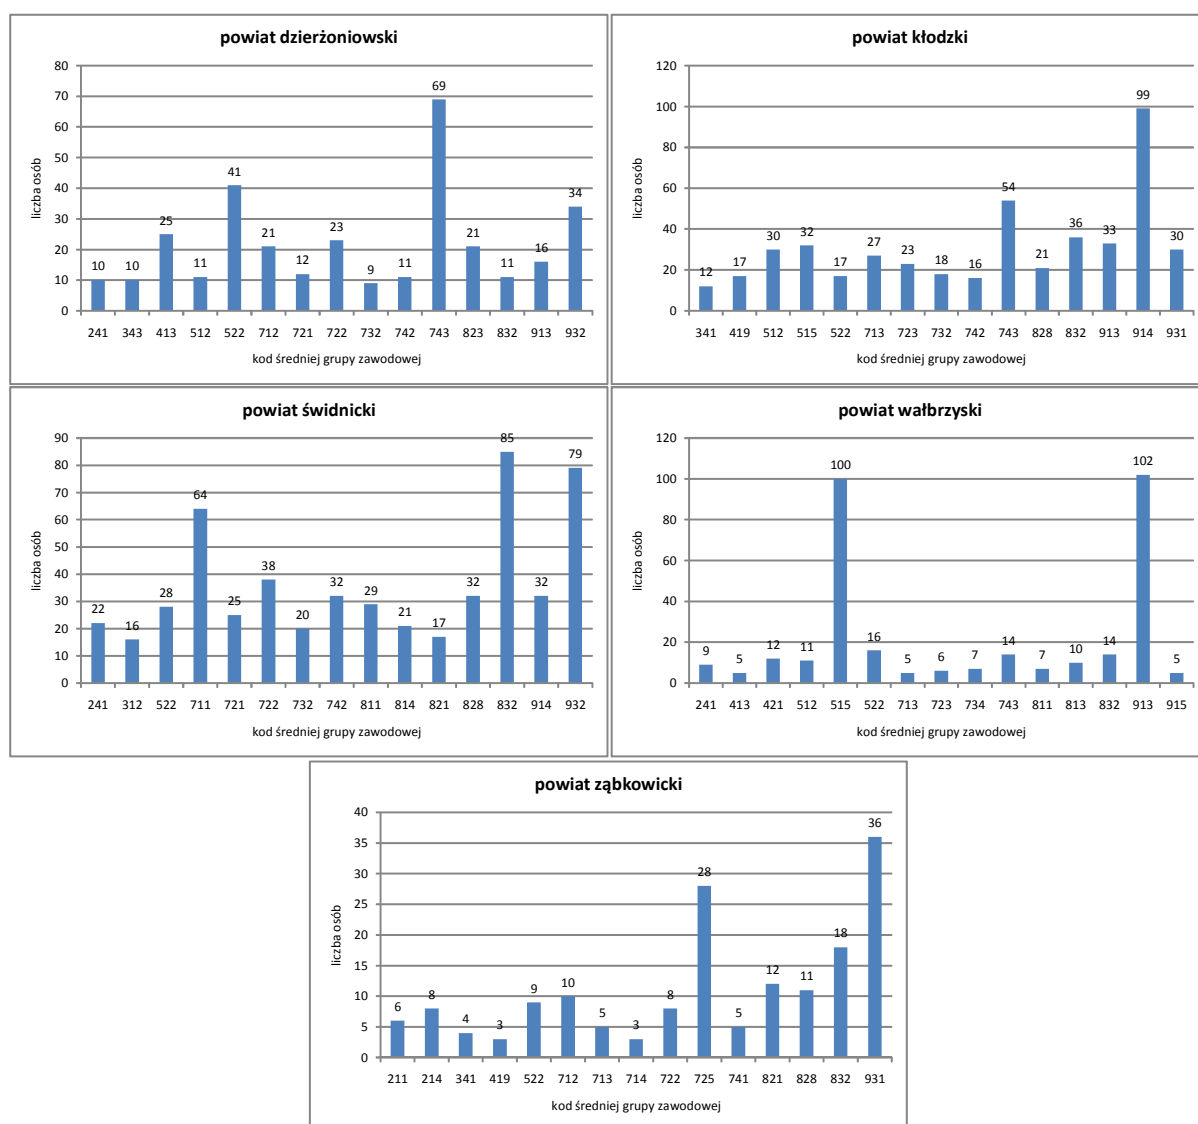 powiat dzierżoniowski
80
70
60
50
40
30
20
10
0
liczba osób
10 10 25 11 41 21 12 23 9 11 69 21 11 16 34
241 343 413 512 522 712 721 722 732 742 743 823 832 913 932
kod średniej grupy zawodowej
powiat kłodzki
120
100
80
60
40
20
0
liczba osób
12 17 30 32 17 27 23 18 16 54 21 36 33 99 30
341 419 512 515 522 713 723 732 742 743 828 832 913 914 931
kod średniej grupy zawodowej
powiat świdnicki
90
80
70
60
50
40
30
20
10
0
liczba osób
22 16 28 64 25 38 20 32 29 21 17 32 85 32 79
241 312 522 711 721 722 732 742 811 814 821 828 832 914 932
kod średniej grupy zawodowej
powiat wałbrzyski
120
100
80
60
40
20
0
liczba osób
9 5 12 11 100 16 5 6 7 14 7 10 14 102 5
241 413 421 512 515 522 713 723 734 743 811 813 832 913 915
kod średniej grupy zawodowej
powiat ząbkowicki
40
35
30
25
20
15
10
5
0
liczba osób
6 8 4 3 9 10 5 3 8 28 5 12 11 18 36
211 214 341 419 522 712 713 714 722 725 741 821 828 832 931
kod średniej grupy zawodowej